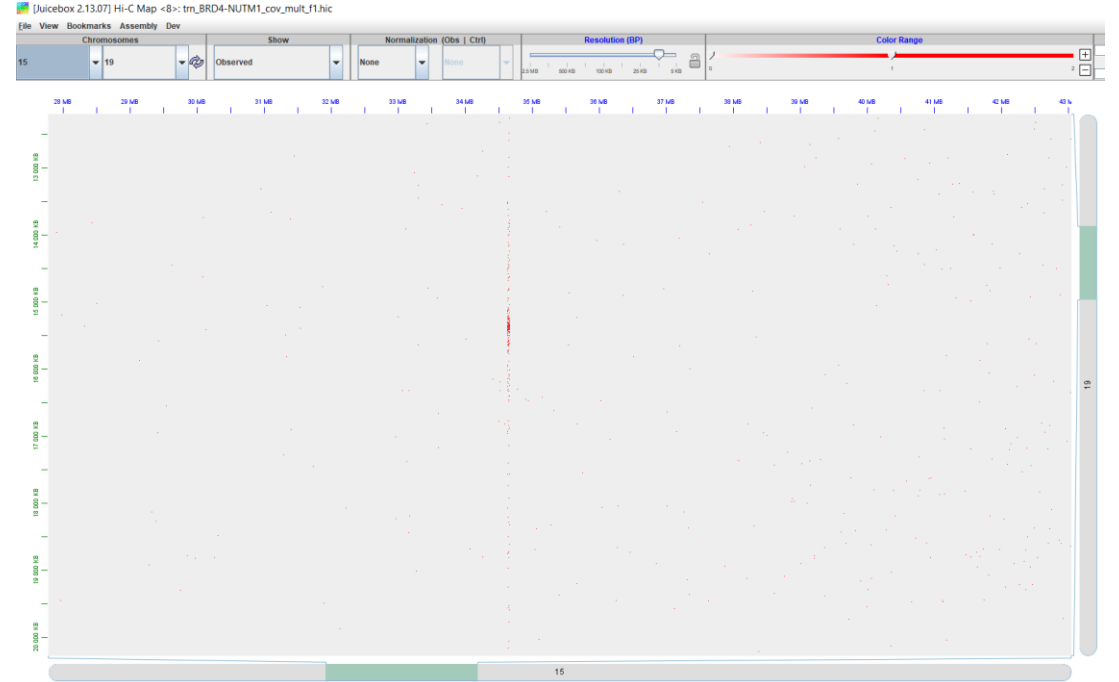 [Juicebox 2.13.07] Hi-C Map <8>: trn_BRD4-NUTM1_cov_mult_f1.hic
File View Bookmarks Assembly Dev
Chromosomes Show Normalization (Obs | Ctrl) Resolution (BP) Color Range
15 19 Observed None None
2.5 MB 500 KB 100 KB 25 KB 5 KB 0 1 2
28 MB 29 MB 30 MB 31 MB 32 MB 33 MB 34 MB 35 MB 36 MB 37 MB 38 MB 39 MB 40 MB 41 MB 42 MB 43 M
13 000 KB
14 000 KB
15 000 KB
16 000 KB
17 000 KB
18 000 KB
19 000 KB
20 000 KB
19
15